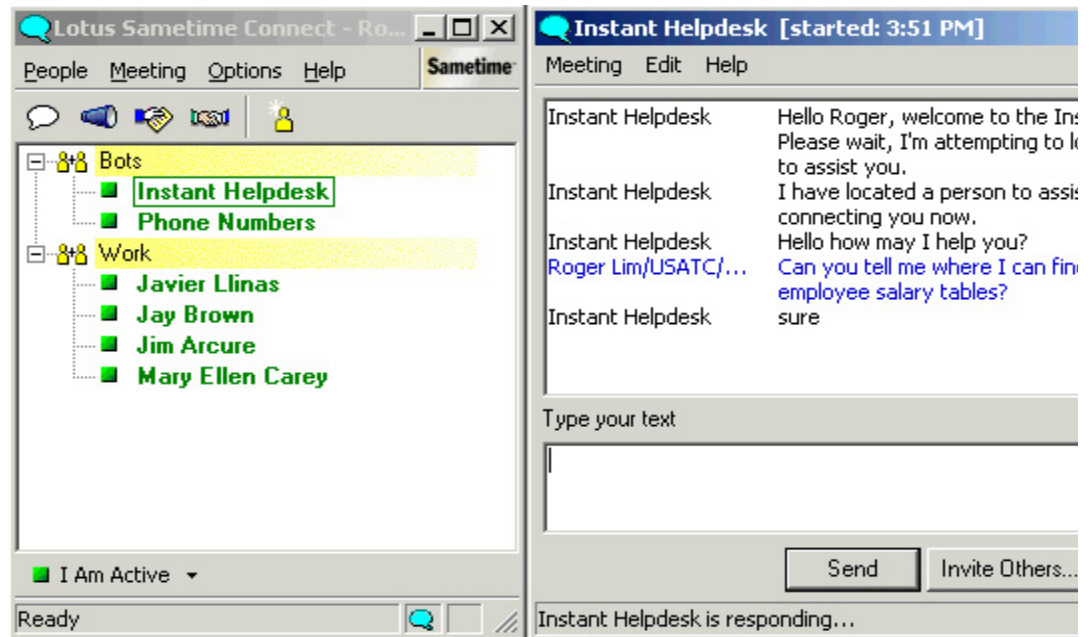 Lotus Sametime Connect - Ro...
People Meeting Options Help
Sametime
Bots
Instant Helpdesk
Phone Numbers
Work
Javier Llinas
Jay Brown
Jim Arcure
Mary Ellen Carey
I Am Active
Ready
Instant Helpdesk [started: 3:51 PM]
Meeting Edit Help
Instant Helpdesk Hello Roger, welcome to the
Please wait, I'm attempting to
to assist you.
Instant Helpdesk I have located a person to
connecting you now.
Instant Helpdesk Hello how may I help you?
Roger Lim/USATC/... Can you tell me where I can
employee salary tables?
Instant Helpdesk sure
Type your text
Send Invite Others...
Instant Helpdesk is responding...